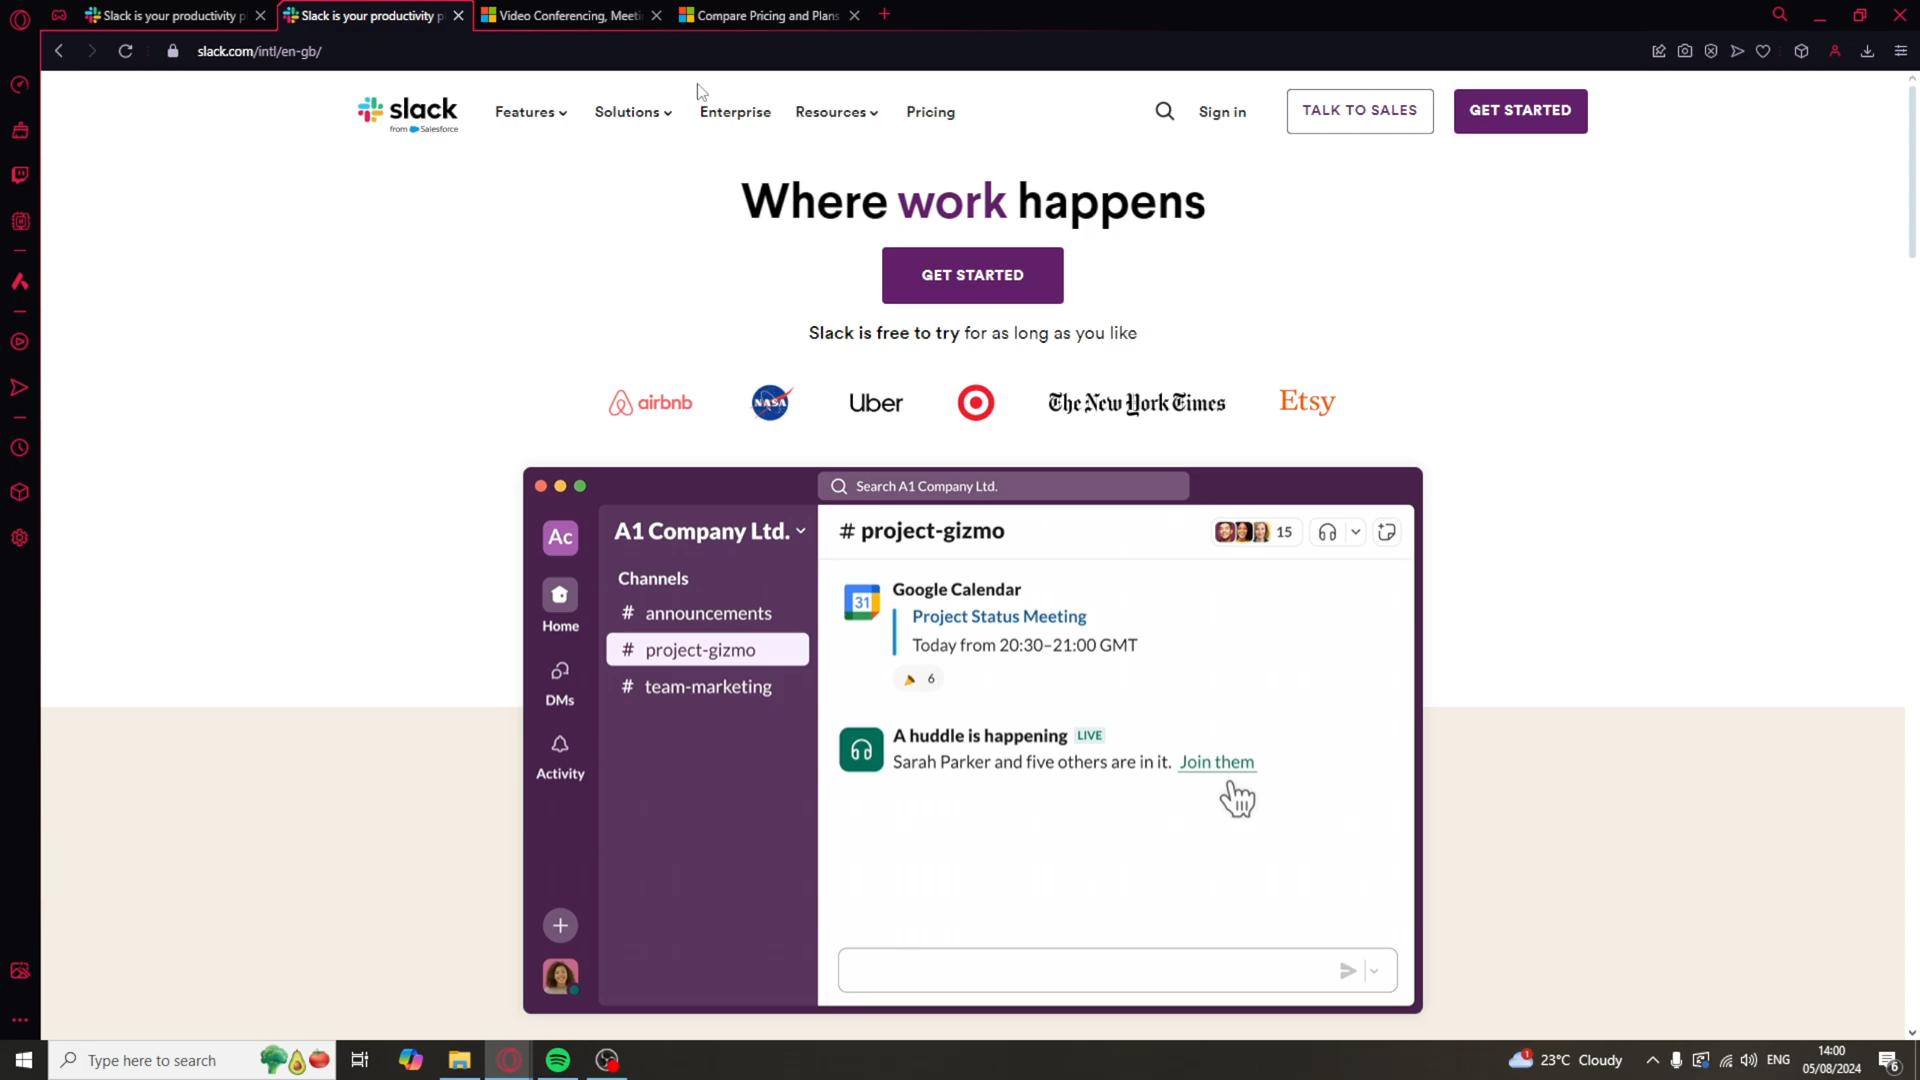 Slack is your productivity p
Slack is your productivity p
Video Conferencing, Meeti
Compare Pricing and Plans
slack.com/intl/en-gb/
slack
from Salesforce
Features
Solutions
Enterprise
Resources
Pricing
Sign in
TALK TO SALES
GET STARTED
Where work happens
GET STARTED
Slack is free to try for as long as you like
airbnb
NASA
Uber
The New York Times
Etsy
Search A1 Company Ltd.
Ac
A1 Company Ltd.
# project-gizmo
15
Home
DMs
Activity
Channels
# announcements
# project-gizmo
# team-marketing
31
Google Calendar
Project Status Meeting
Today from 20:30–21:00 GMT
6
A huddle is happening LIVE
Sarah Parker and five others are in it. Join them
Type here to search
1
23°C Cloudy
ENG
14:00
05/08/2024
6